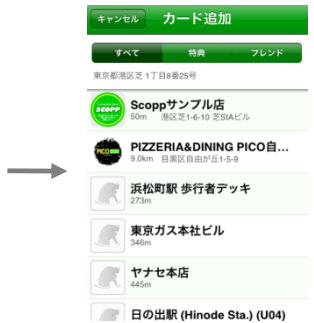 キャンセル カード追加
すべて 特典 フレンド
東京都港区芝 1丁目8番25号
SCOPP
Scoppサンプル店
50m 港区芝1-6-10 芝SIAビル
PICO
PIZZERIA&DINING PICO自…
9.0km 目黒区自由が丘1-5-9
浜松町駅 歩行者デッキ
273m
東京ガス本社ビル
346m
ヤナセ本店
445m
日の出駅 (Hinode Sta.) (U04)